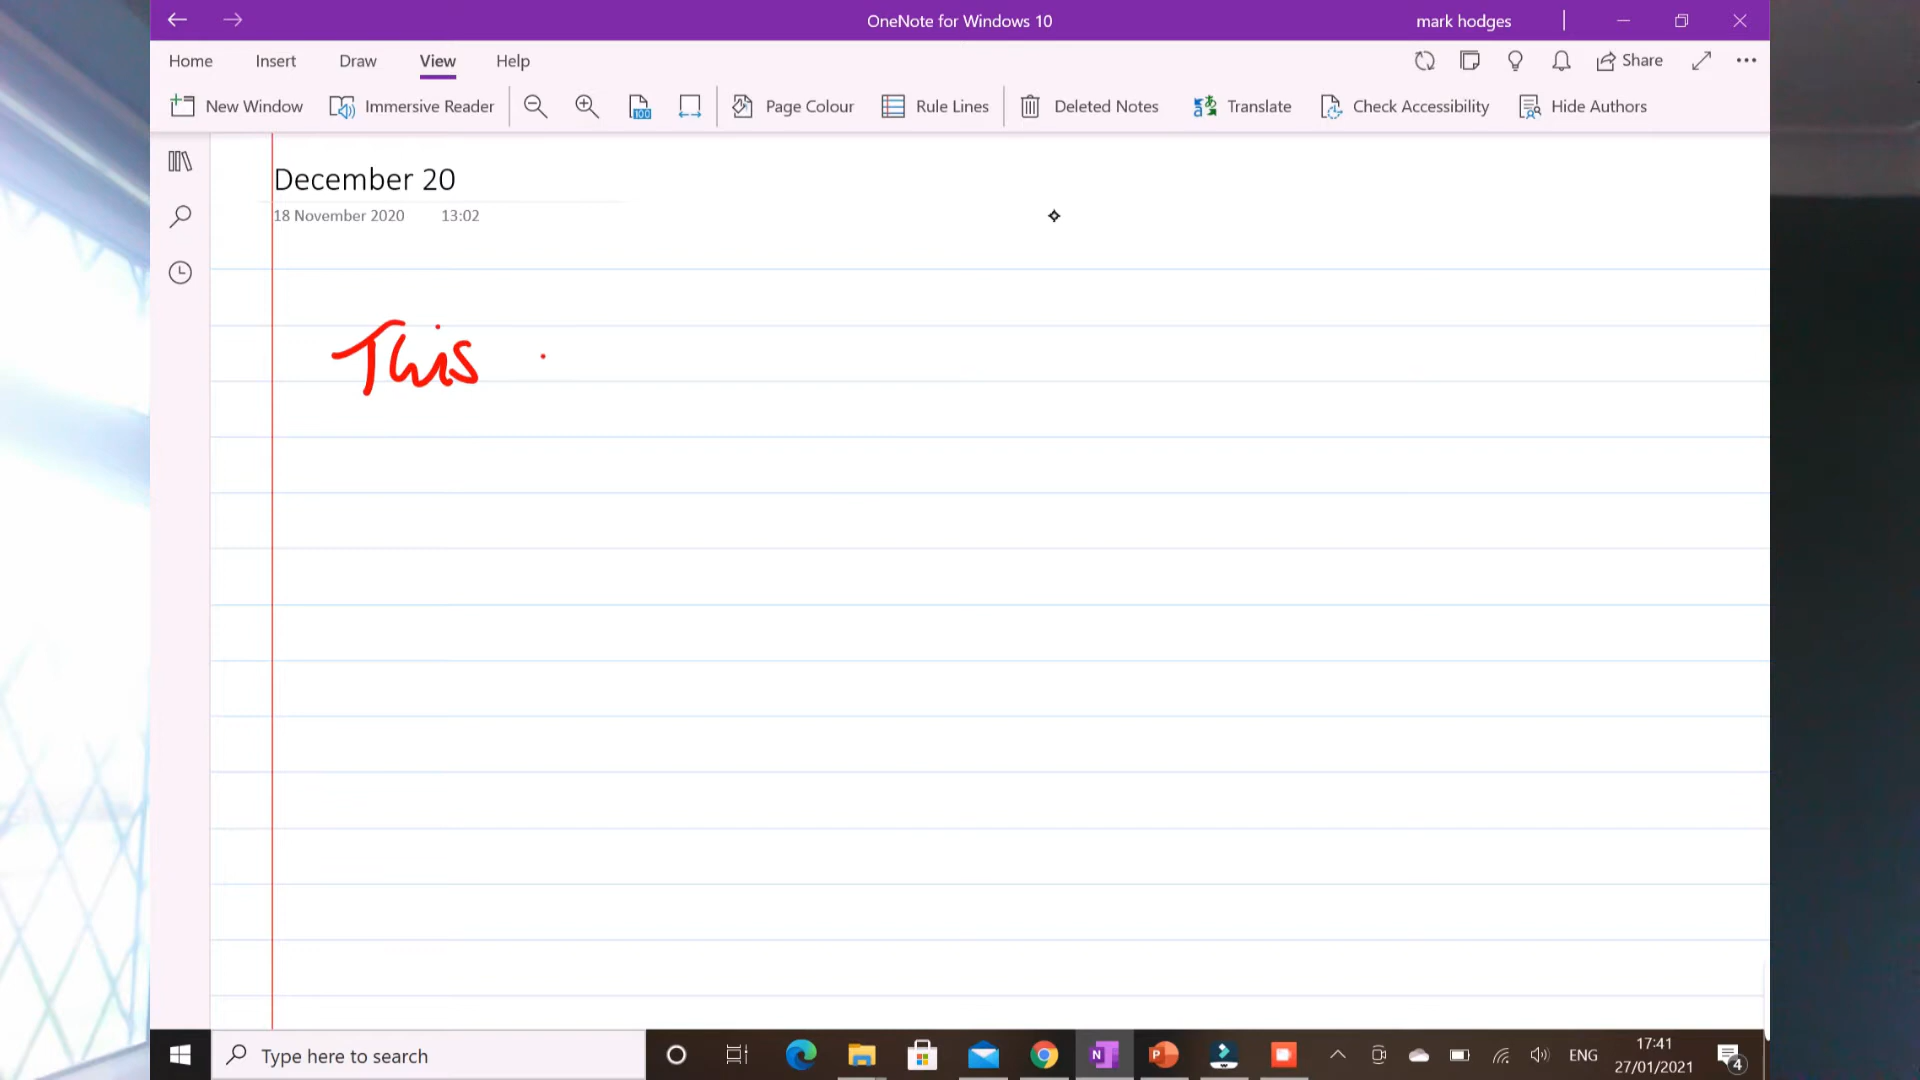 OneNote for Windows 10
mark hodges
Home Insert Draw View Help
Share
New Window Immersive Reader 100 Page Colour Rule Lines Deleted Notes Translate Check Accessibility Hide Authors
December 20
18 November 2020 13:02
This
Type here to search
ENG
17:41
27/01/2021
4